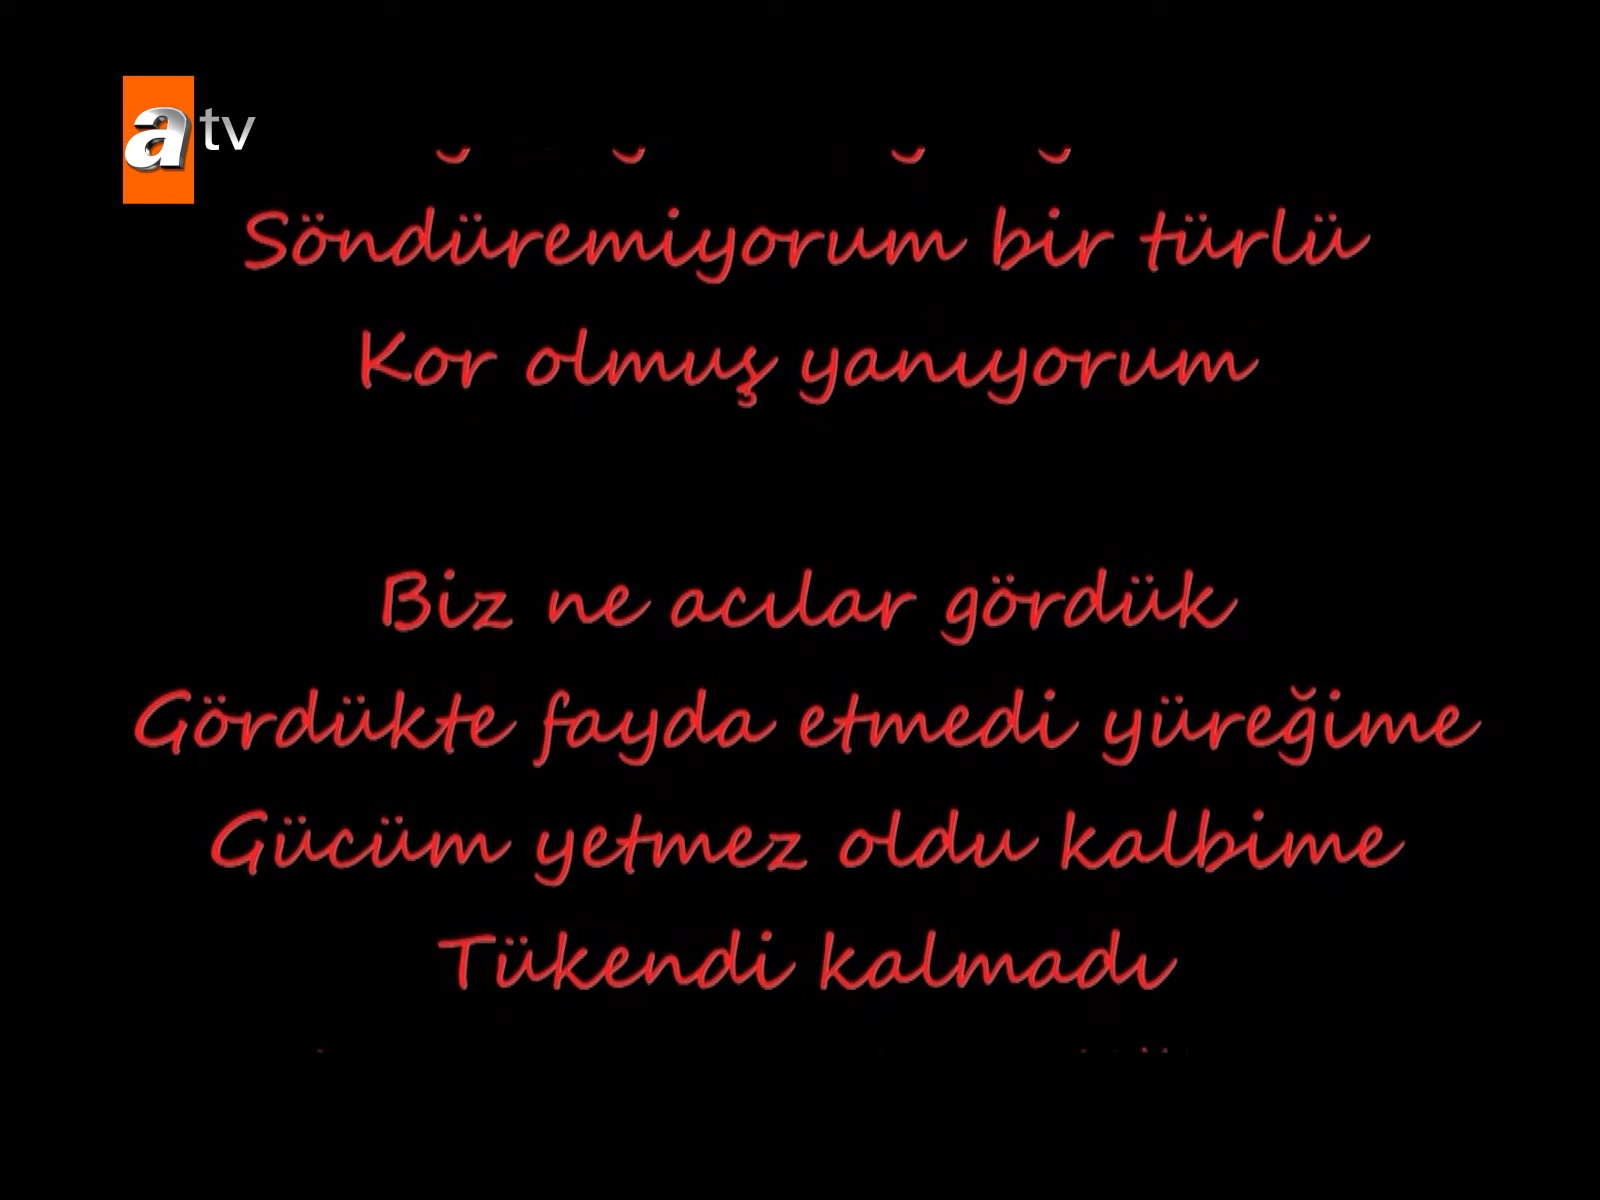 atv
Söndüremiyorum bir türlü
Kor olmuş yanıyorum
Biz ne acılar gördük
Gördükte fayda etmedi yüreğime
Gücüm yetmez oldu kalbime
Tükendi kalmadı